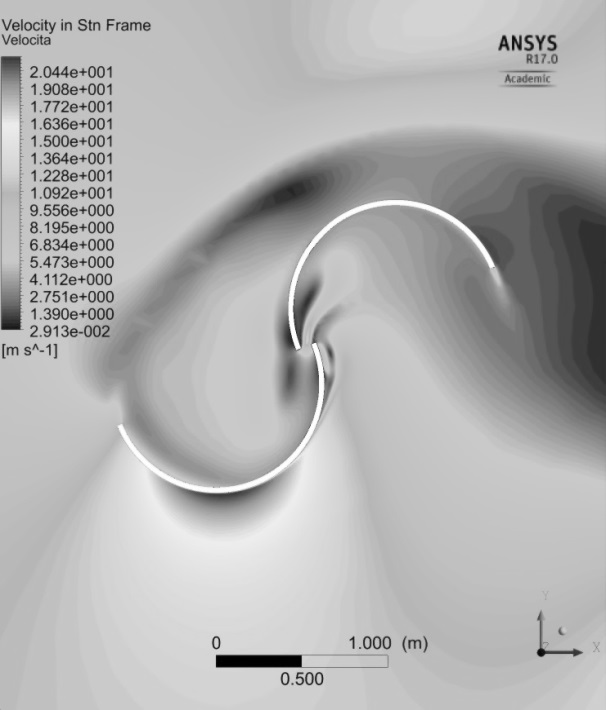 Velocity in Stn Frame
Velocita
2.044e+001
1.908e+001
1.772e+001
1.636e+001
1.500e+001
1.364e+001
1.228e+001
1.092e+001
9.556e+000
8.195e+000
6.834e+000
5.473e+000
4.112e+000
2.751e+000
1.390e+000
2.913e-002
[m s^-1]
ANSYS
R17.0
Academic
0 1.000 (m)
0.500
Y
Z X